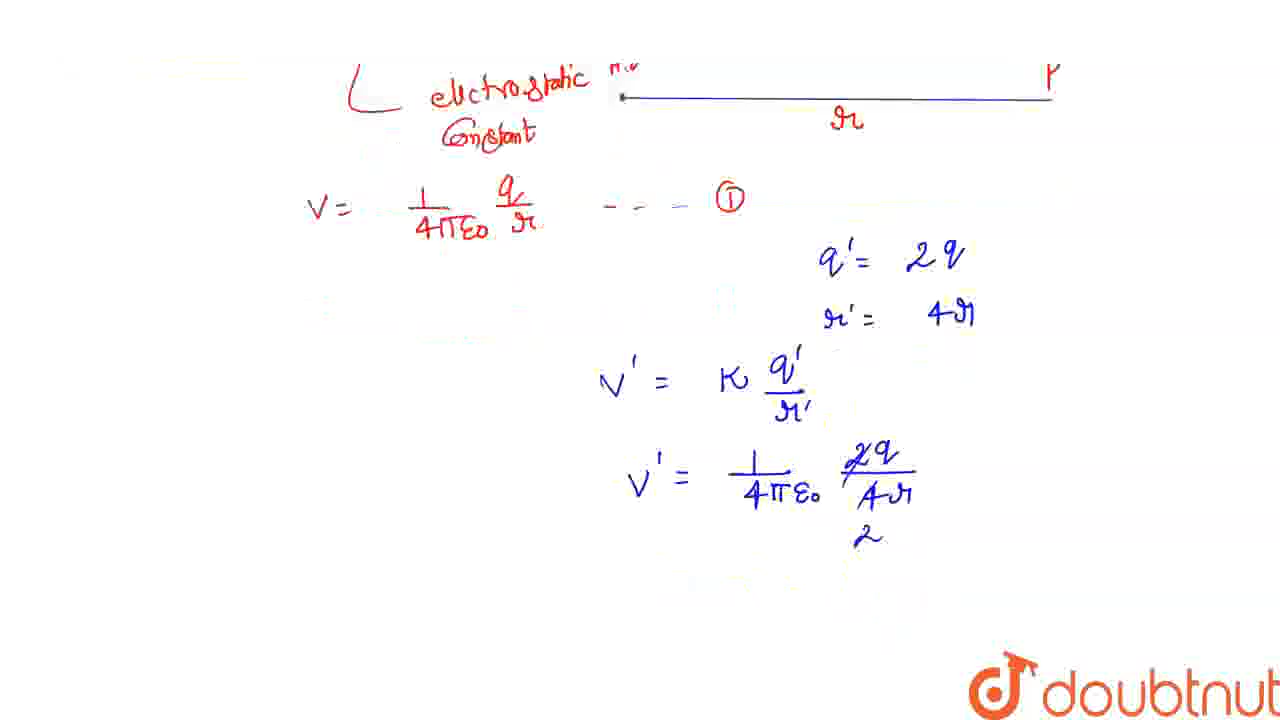 electrostatic
Constant
r
V = 1/4πε₀ q/r ---- ①
q' = 2q
r' = 4r
V' = K q'/r'
V' = 1/4πε₀ 2q/4r
2
doubtnut